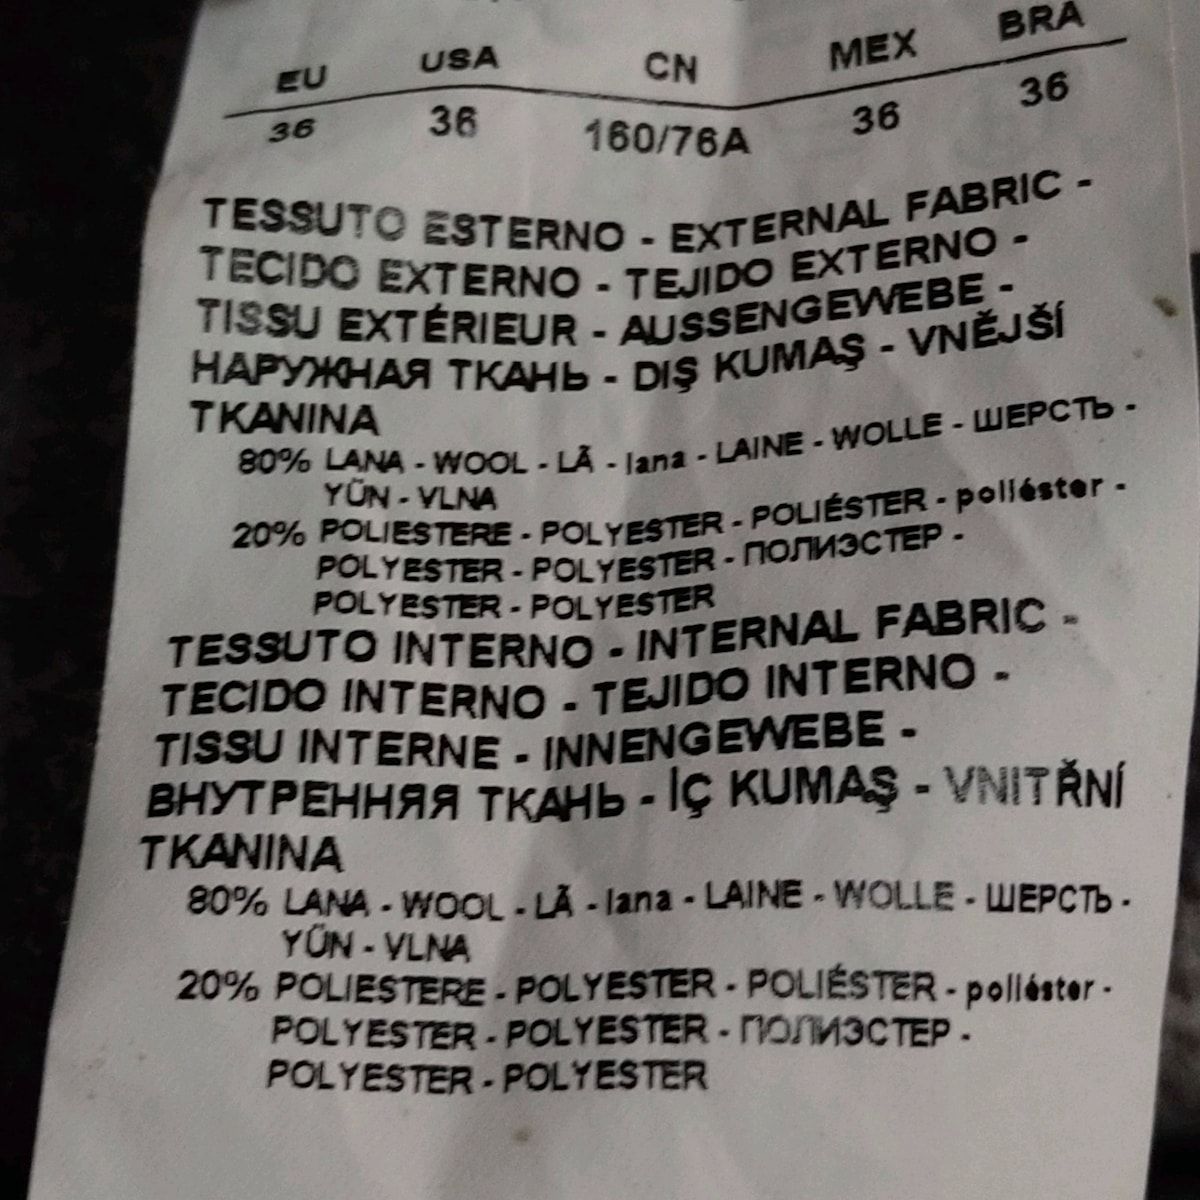 EU USA CN MEX BRA
36 36 160/76A 36 36
TESSUTO ESTERNO - EXTERNAL FABRIC -
TECIDO EXTERNO - TEJIDO EXTERNO -
TISSU EXTÉRIEUR - AUSSENGEWEBE -
НАРУЖНАЯ ТКАНЬ - DIŞ KUMAŞ - VNĚJŠÍ
TKANINA
80% LANA - WOOL - LÃ - lana - LAINE - WOLLE - ШЕРСТЬ -
YÜN - VLNA
20% POLIESTERE - POLYESTER - POLIÉSTER - poliéster -
POLYESTER - POLYESTER - ПОЛИЭСТЕР -
POLYESTER - POLYESTER
TESSUTO INTERNO - INTERNAL FABRIC -
TECIDO INTERNO - TEJIDO INTERNO -
TISSU INTERNE - INNENGEWEBE -
ВНУТРЕННЯЯ ТКАНЬ - İÇ KUMAŞ - VNITŘNÍ
TKANINA
80% LANA - WOOL - LÃ - lana - LAINE - WOLLE - ШЕРСТЬ -
YÜN - VLNA
20% POLIESTERE - POLYESTER - POLIÉSTER - poliéster -
POLYESTER - POLYESTER - ПОЛИЭСТЕР -
POLYESTER - POLYESTER